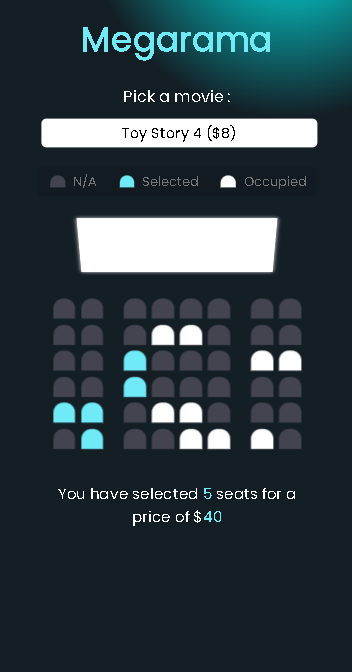 Megarama
Pick a movie :
Toy Story 4 ($8)
N/A Selected Occupied
You have selected 5 seats for a
price of $40